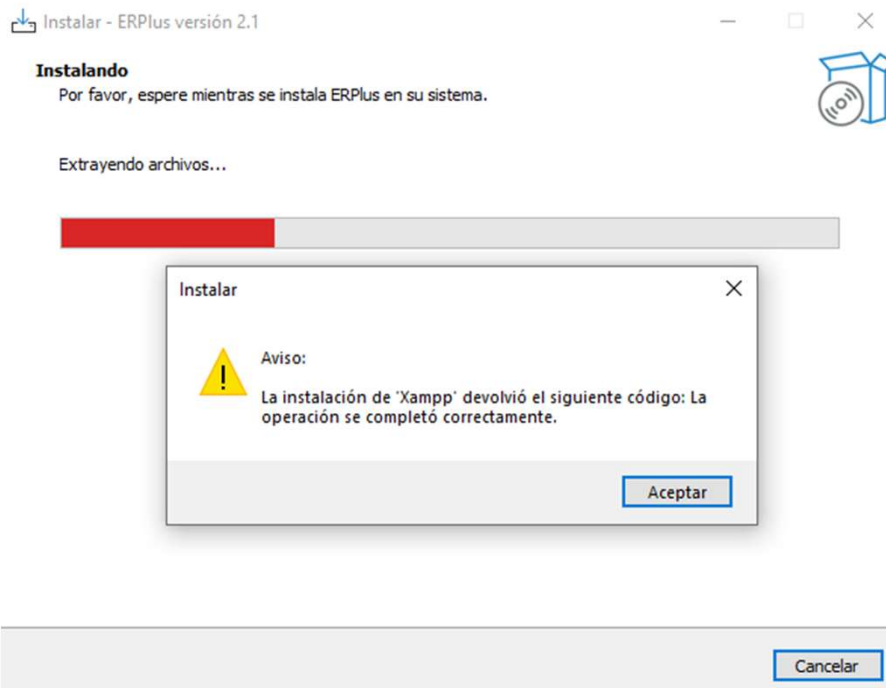 Instalar - ERPlus versión 2.1
Instalando
Por favor, espere mientras se instala ERPlus en su sistema.
Extrayendo archivos...
Instalar
Aviso:
La instalación de 'Xampp' devolvió el siguiente código: La
operación se completó correctamente.
Aceptar
Cancelar